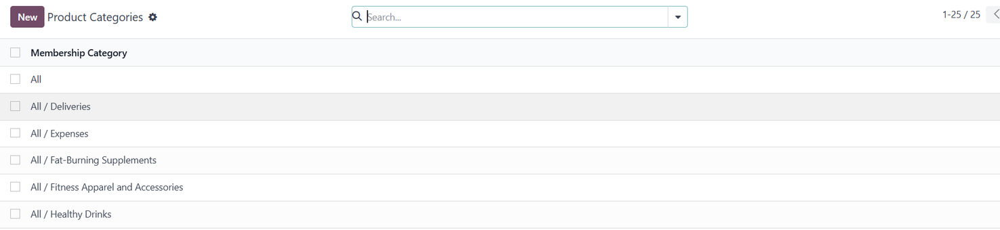 New Product Categories Search... 1-25 / 25
Membership Category
All
All / Deliveries
All / Expenses
All / Fat-Burning Supplements
All / Fitness Apparel and Accessories
All / Healthy Drinks